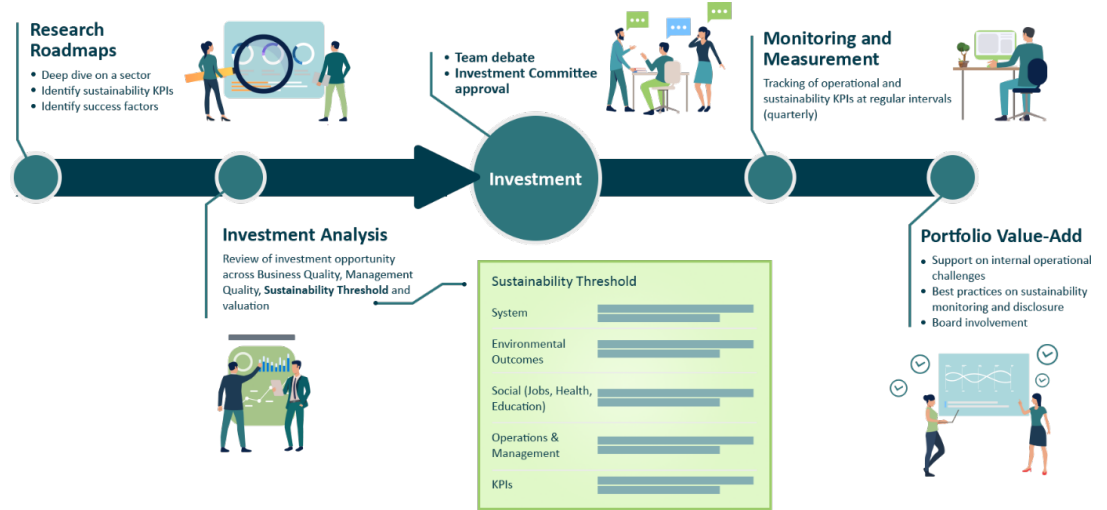 Research
Roadmaps
• Deep dive on a sector
• Identify sustainability KPIs
• Identify success factors
• Team debate
• Investment Committee
approval
Monitoring and
Measurement
Tracking of operational and
sustainability KPIs at regular intervals
(quarterly)
Investment
Investment Analysis
Review of investment opportunity
across Business Quality, Management
Quality, Sustainability Threshold and
valuation
Sustainability Threshold
System
Environmental
Outcomes
Social (Jobs, Health,
Education)
Operations &
Management
KPIs
Portfolio Value-Add
• Support on internal operational
challenges
• Best practices on sustainability
monitoring and disclosure
• Board involvement